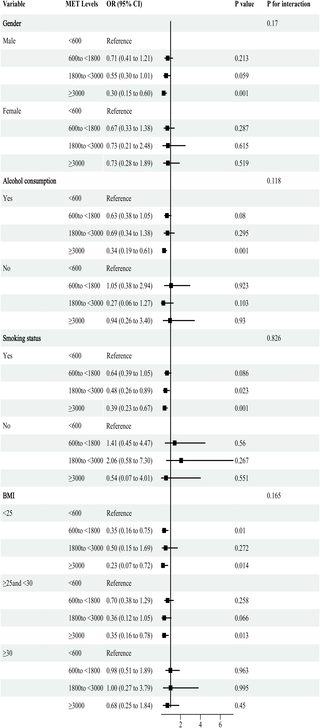 Variable MET Levels OR (95% CI) P value P for interaction
Gender 0.17
Male <600 Reference
600to <1800 0.71 (0.41 to 1.21) 0.213
1800to <3000 0.55 (0.30 to 1.01) 0.059
≥3000 0.30 (0.15 to 0.60) 0.001
Female <600 Reference
600to <1800 0.67 (0.33 to 1.38) 0.287
1800to <3000 0.73 (0.21 to 2.48) 0.615
≥3000 0.73 (0.28 to 1.89) 0.519
Alcohol consumption 0.118
Yes <600 Reference
600to <1800 0.63 (0.38 to 1.05) 0.08
1800to <3000 0.69 (0.34 to 1.38) 0.295
≥3000 0.34 (0.19 to 0.61) 0.001
No <600 Reference
600to <1800 1.05 (0.38 to 2.94) 0.923
1800to <3000 0.27 (0.06 to 1.27) 0.103
≥3000 0.94 (0.26 to 3.40) 0.93
Smoking status 0.826
Yes <600 Reference
600to <1800 0.64 (0.39 to 1.05) 0.086
1800to <3000 0.48 (0.26 to 0.89) 0.023
≥3000 0.39 (0.23 to 0.67) 0.001
No <600 Reference
600to <1800 1.41 (0.45 to 4.47) 0.56
1800to <3000 2.06 (0.58 to 7.30) 0.267
≥3000 0.54 (0.07 to 4.01) 0.551
BMI 0.165
<25 <600 Reference
600to <1800 0.35 (0.16 to 0.75) 0.01
1800to <3000 0.50 (0.15 to 1.69) 0.272
≥3000 0.23 (0.07 to 0.72) 0.014
≥25and <30 <600 Reference
600to <1800 0.70 (0.38 to 1.29) 0.258
1800to <3000 0.36 (0.12 to 1.05) 0.066
≥3000 0.35 (0.16 to 0.78) 0.013
≥30 <600 Reference
600to <1800 0.98 (0.51 to 1.89) 0.963
1800to <3000 1.00 (0.27 to 3.79) 0.995
≥3000 0.68 (0.25 to 1.84) 0.45
2 4 6